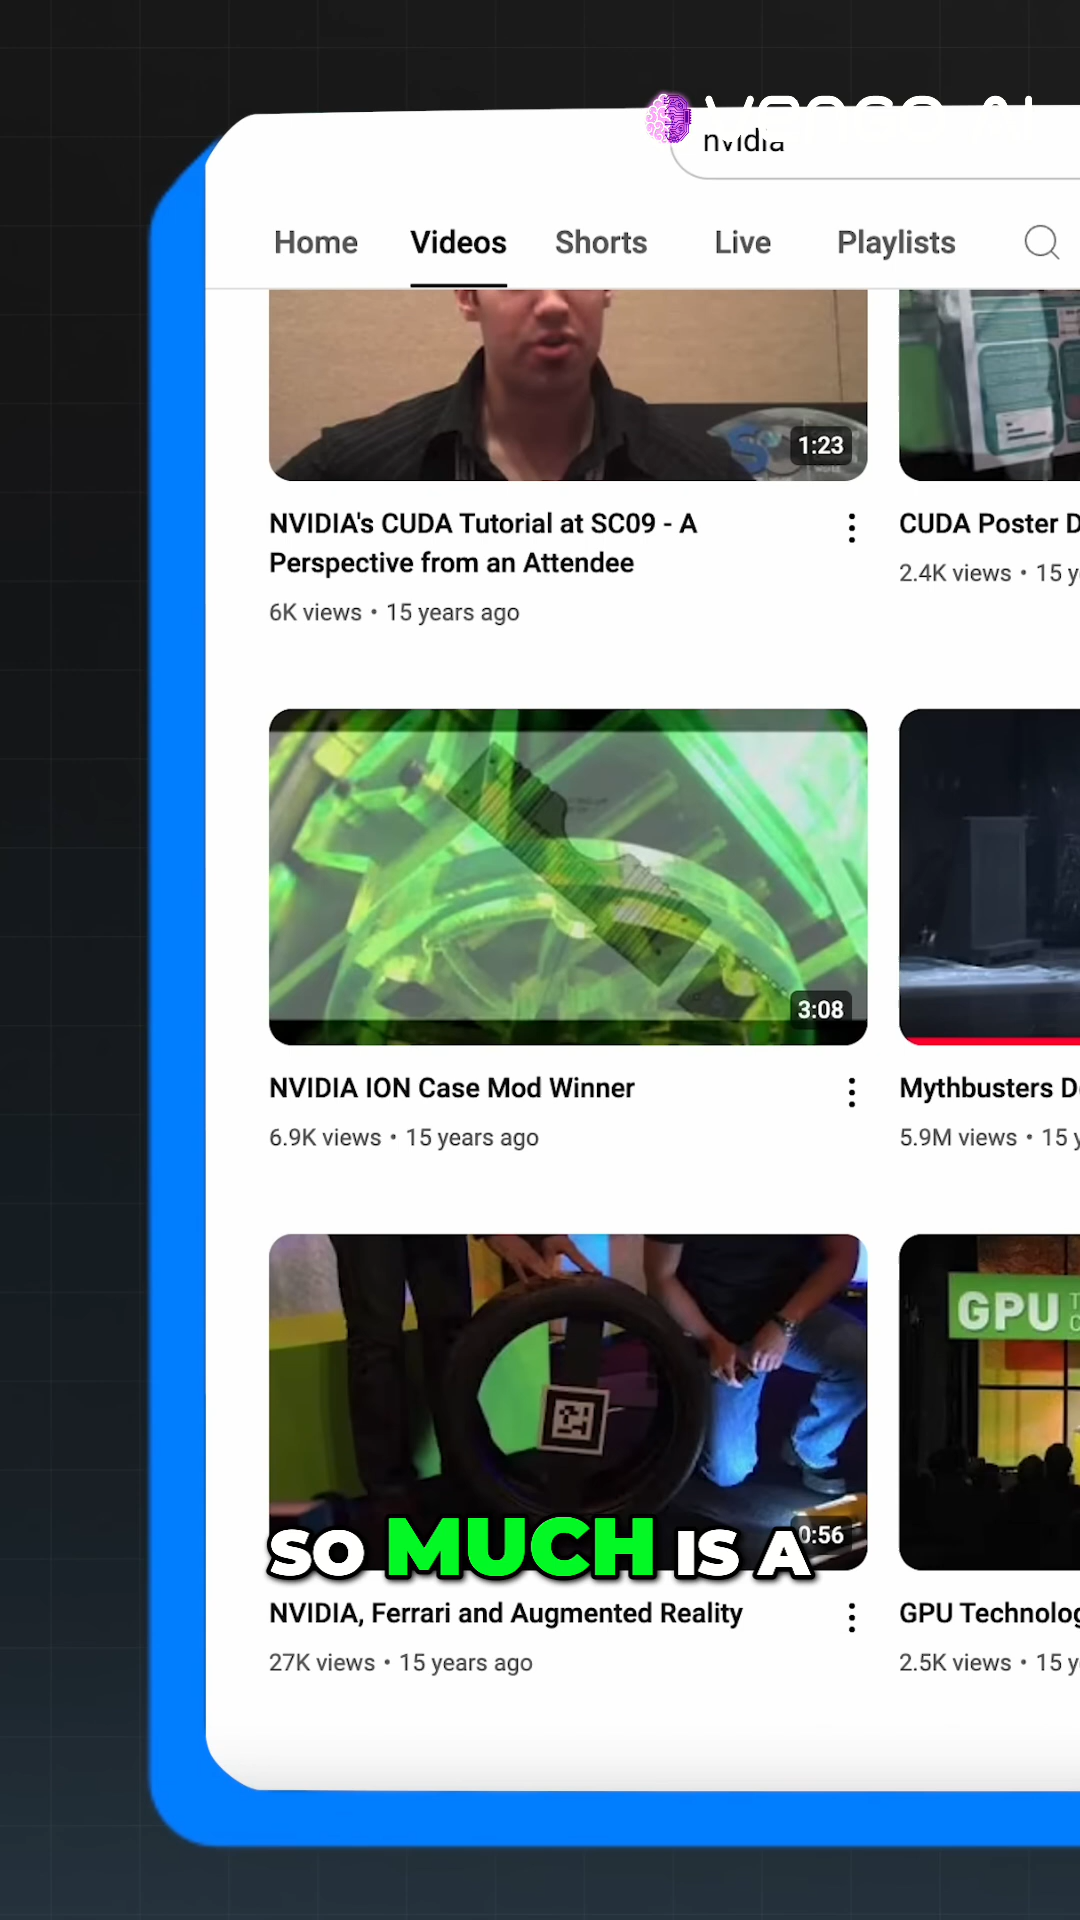 nvidia
Home Videos Shorts Live Playlists
1:23
NVIDIA's CUDA Tutorial at SC09 - A
Perspective from an Attendee
6K views • 15 years ago
CUDA Poster D
2.4K views • 15 y
3:08
NVIDIA ION Case Mod Winner
6.9K views • 15 years ago
Mythbusters D
5.9M views • 15 y
GPU
0:56
SO MUCH IS A
NVIDIA, Ferrari and Augmented Reality
27K views • 15 years ago
GPU Technolog
2.5K views • 15 y